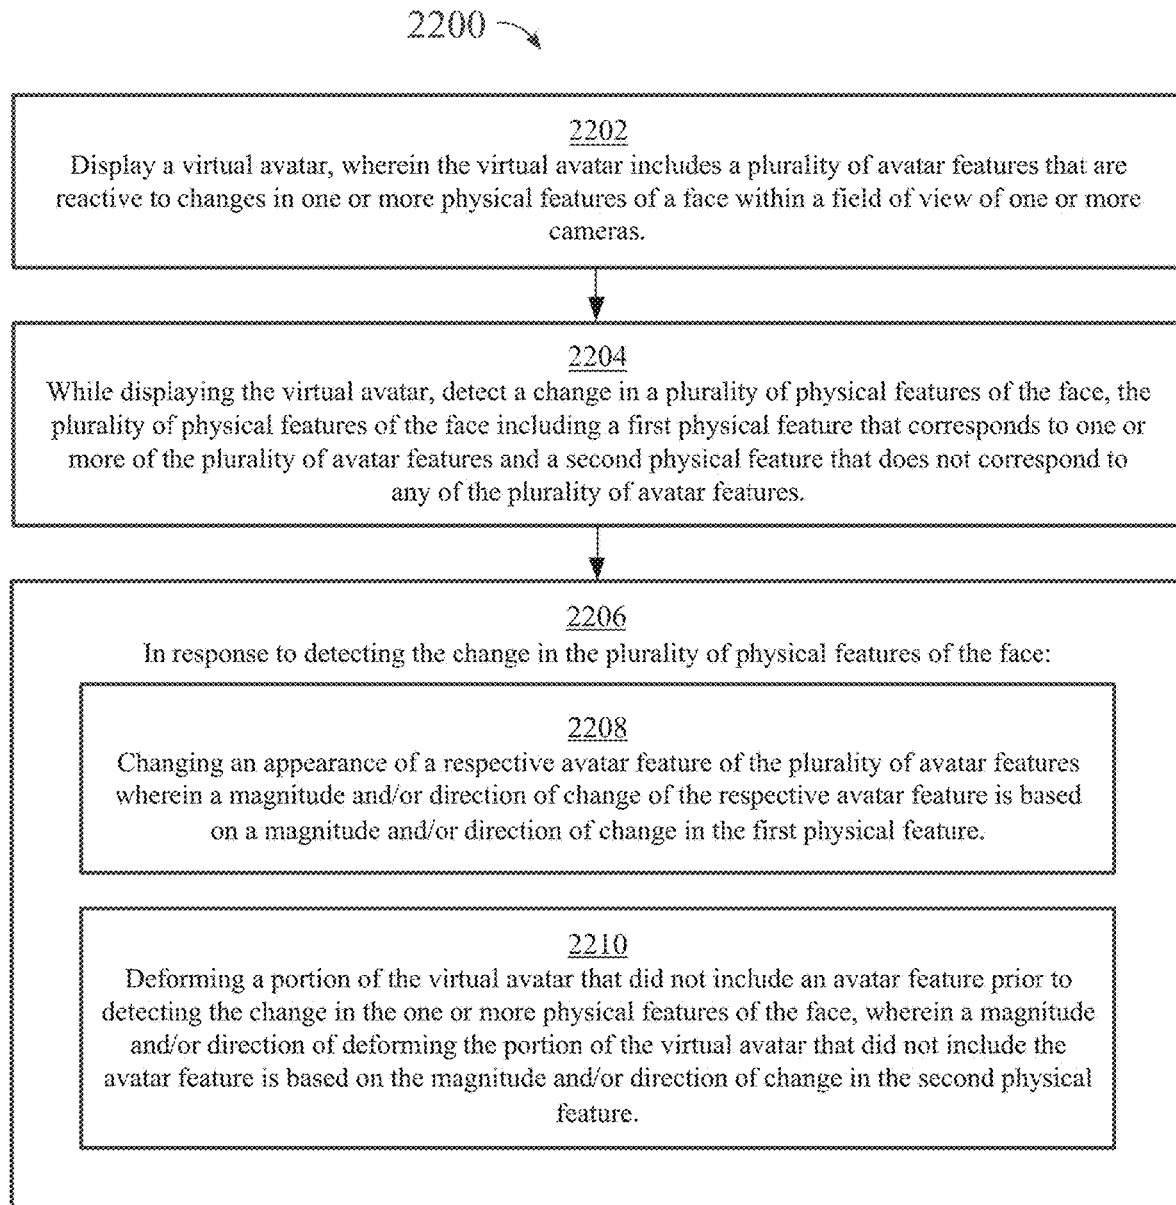 2200
2202
Display a virtual avatar, wherein the virtual avatar includes a plurality of avatar features that are
reactive to changes in one or more physical features of a face within a field of view of one or more
cameras.
2204
While displaying the virtual avatar, detect a change in a plurality of physical features of the face, the
plurality of physical features of the face including a first physical feature that corresponds to one or
more of the plurality of avatar features and a second physical feature that does not correspond to
any of the plurality of avatar features.
2206
In response to detecting the change in the plurality of physical features of the face:
2208
Changing an appearance of a respective avatar feature of the plurality of avatar features
wherein a magnitude and/or direction of change of the respective avatar feature is based
on a magnitude and/or direction of change in the first physical feature.
2210
Deforming a portion of the virtual avatar that did not include an avatar feature prior to
detecting the change in the one or more physical features of the face, wherein a magnitude
and/or direction of deforming the portion of the virtual avatar that did not include the
avatar feature is based on the magnitude and/or direction of change in the second physical
feature.